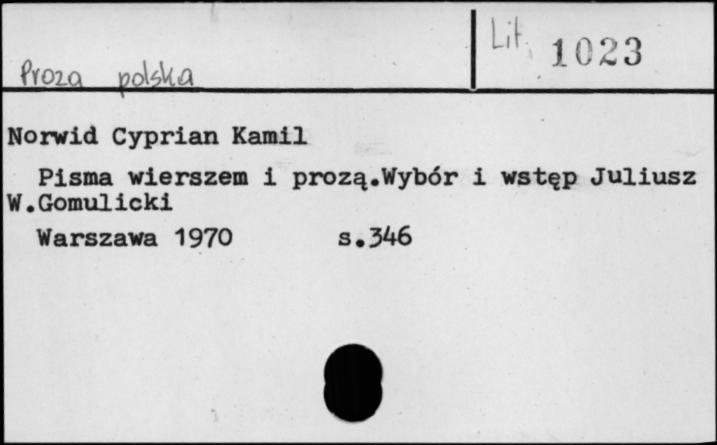 Lit. 1023
Proza polska
Norwid Cyprian Kamil
Pisma wierszem i prozą.Wybór i wstęp Juliusz
W.Gomulicki
Warszawa 1970 s.346